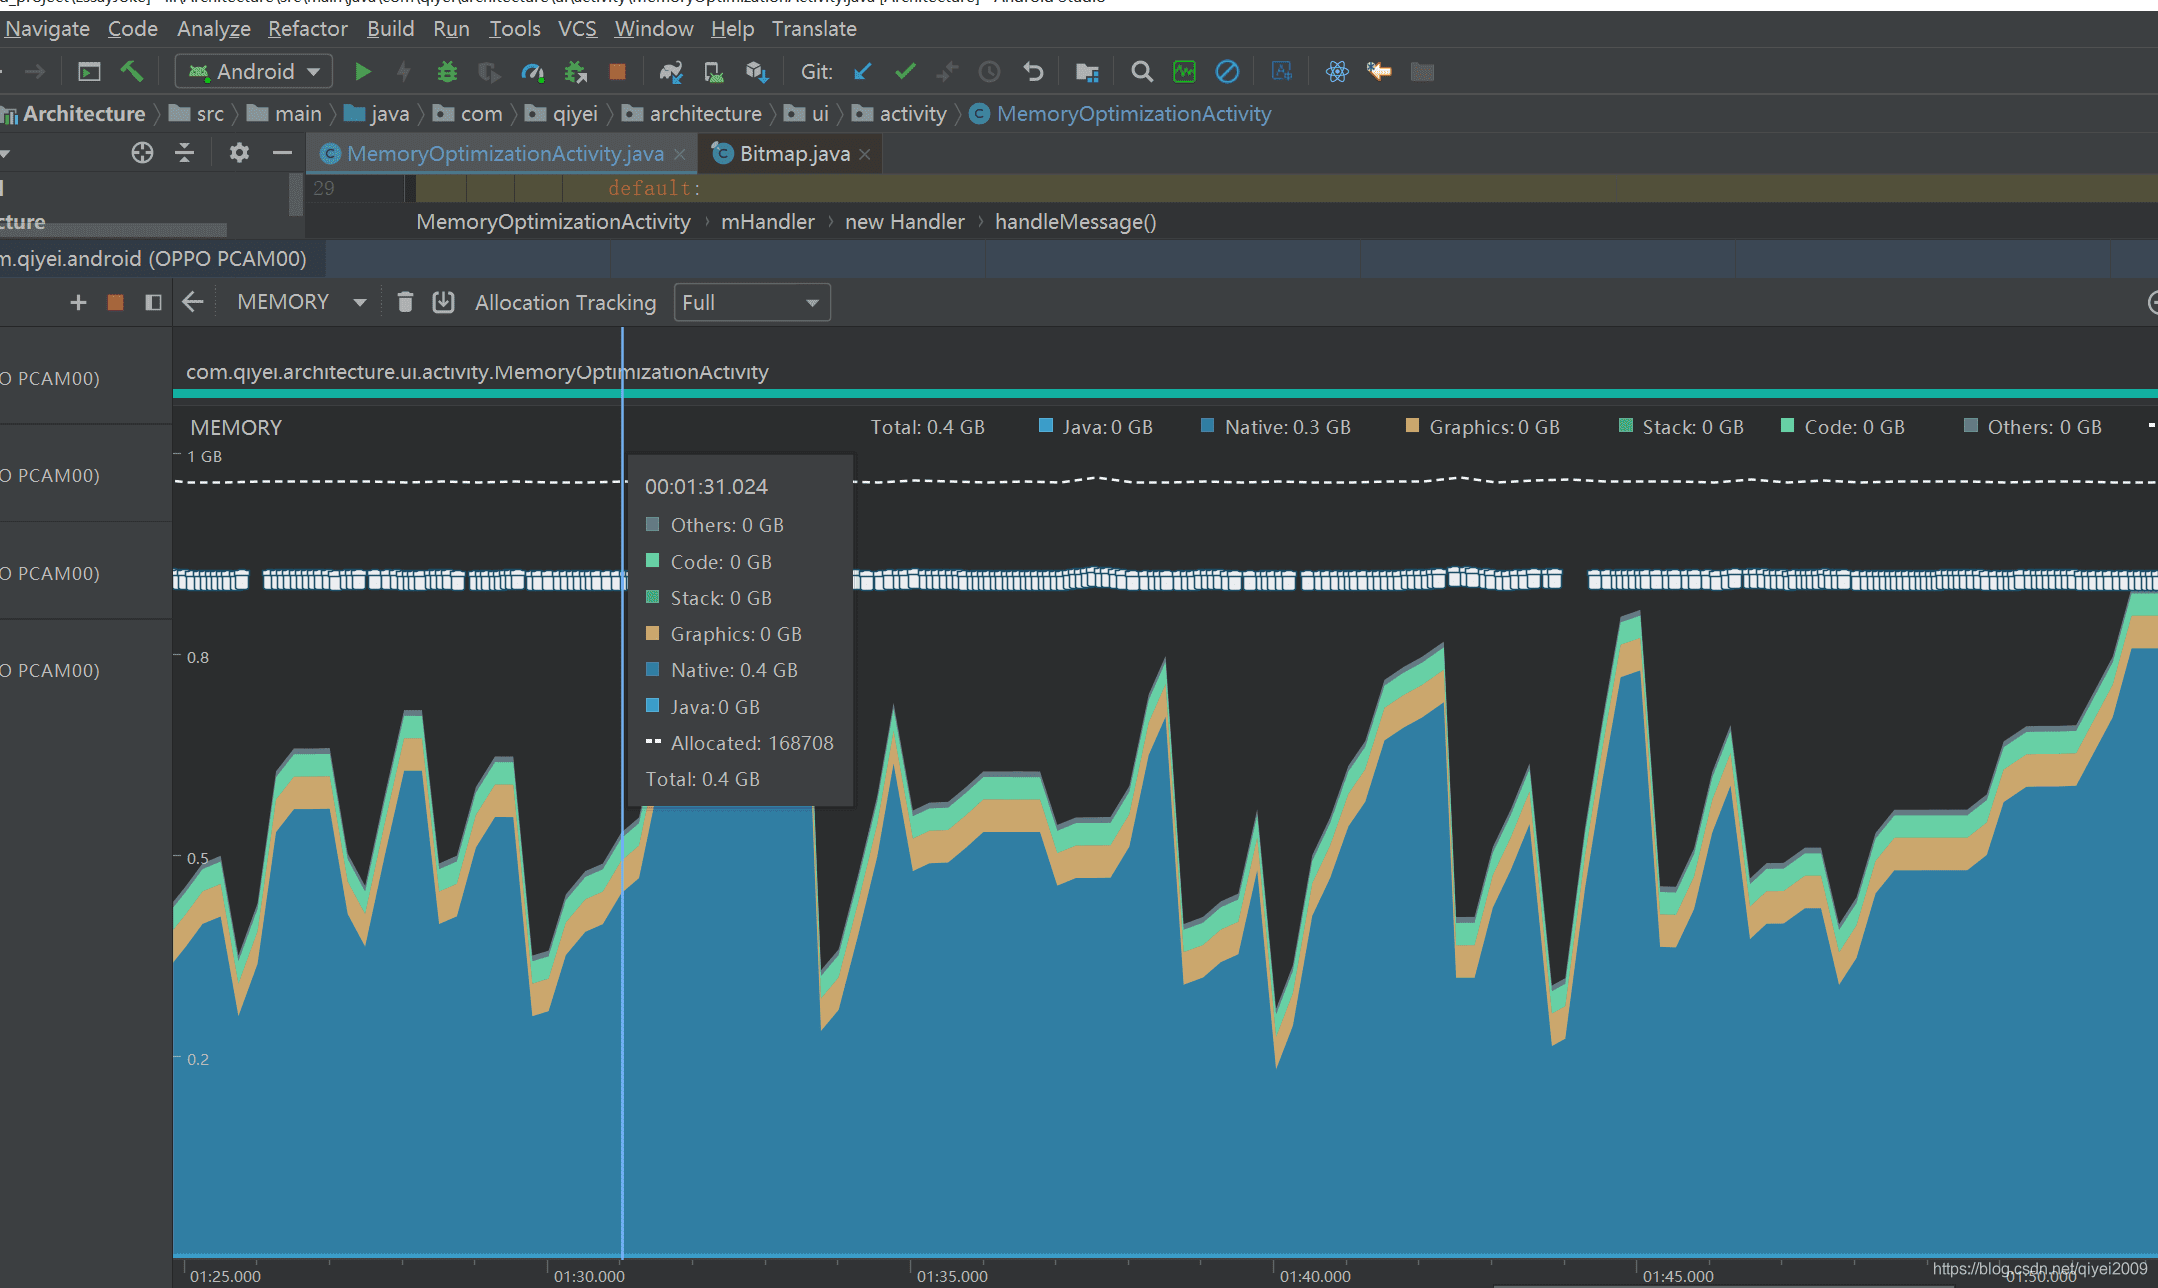 Navigate Code Analyze Refactor Build Run Tools VCS Window Help Translate
Android Git:
Architecture src main java com qiyei architecture ui activity MemoryOptimizationActivity
MemoryOptimizationActivity.java Bitmap.java
29 default:
cture
MemoryOptimizationActivity › mHandler › new Handler › handleMessage()
m.qiyei.android (OPPO PCAM00)
MEMORY Allocation Tracking Full
com.qiyei.architecture.ui.activity.MemoryOptimizationActivity
O PCAM00)
MEMORY Total: 0.4 GB Java: 0 GB Native: 0.3 GB Graphics: 0 GB Stack: 0 GB Code: 0 GB Others: 0 GB
1 GB
O PCAM00)
00:01:31.024
Others: 0 GB
Code: 0 GB
O PCAM00)
Stack: 0 GB
Graphics: 0 GB
0.8
O PCAM00)
Native: 0.4 GB
Java: 0 GB
Allocated: 168708
Total: 0.4 GB
0.5
0.2
01:25.000 01:30.000 01:35.000 01:40.000 01:45.000 01:50.000
https://blog.csdn.net/qiyei2009